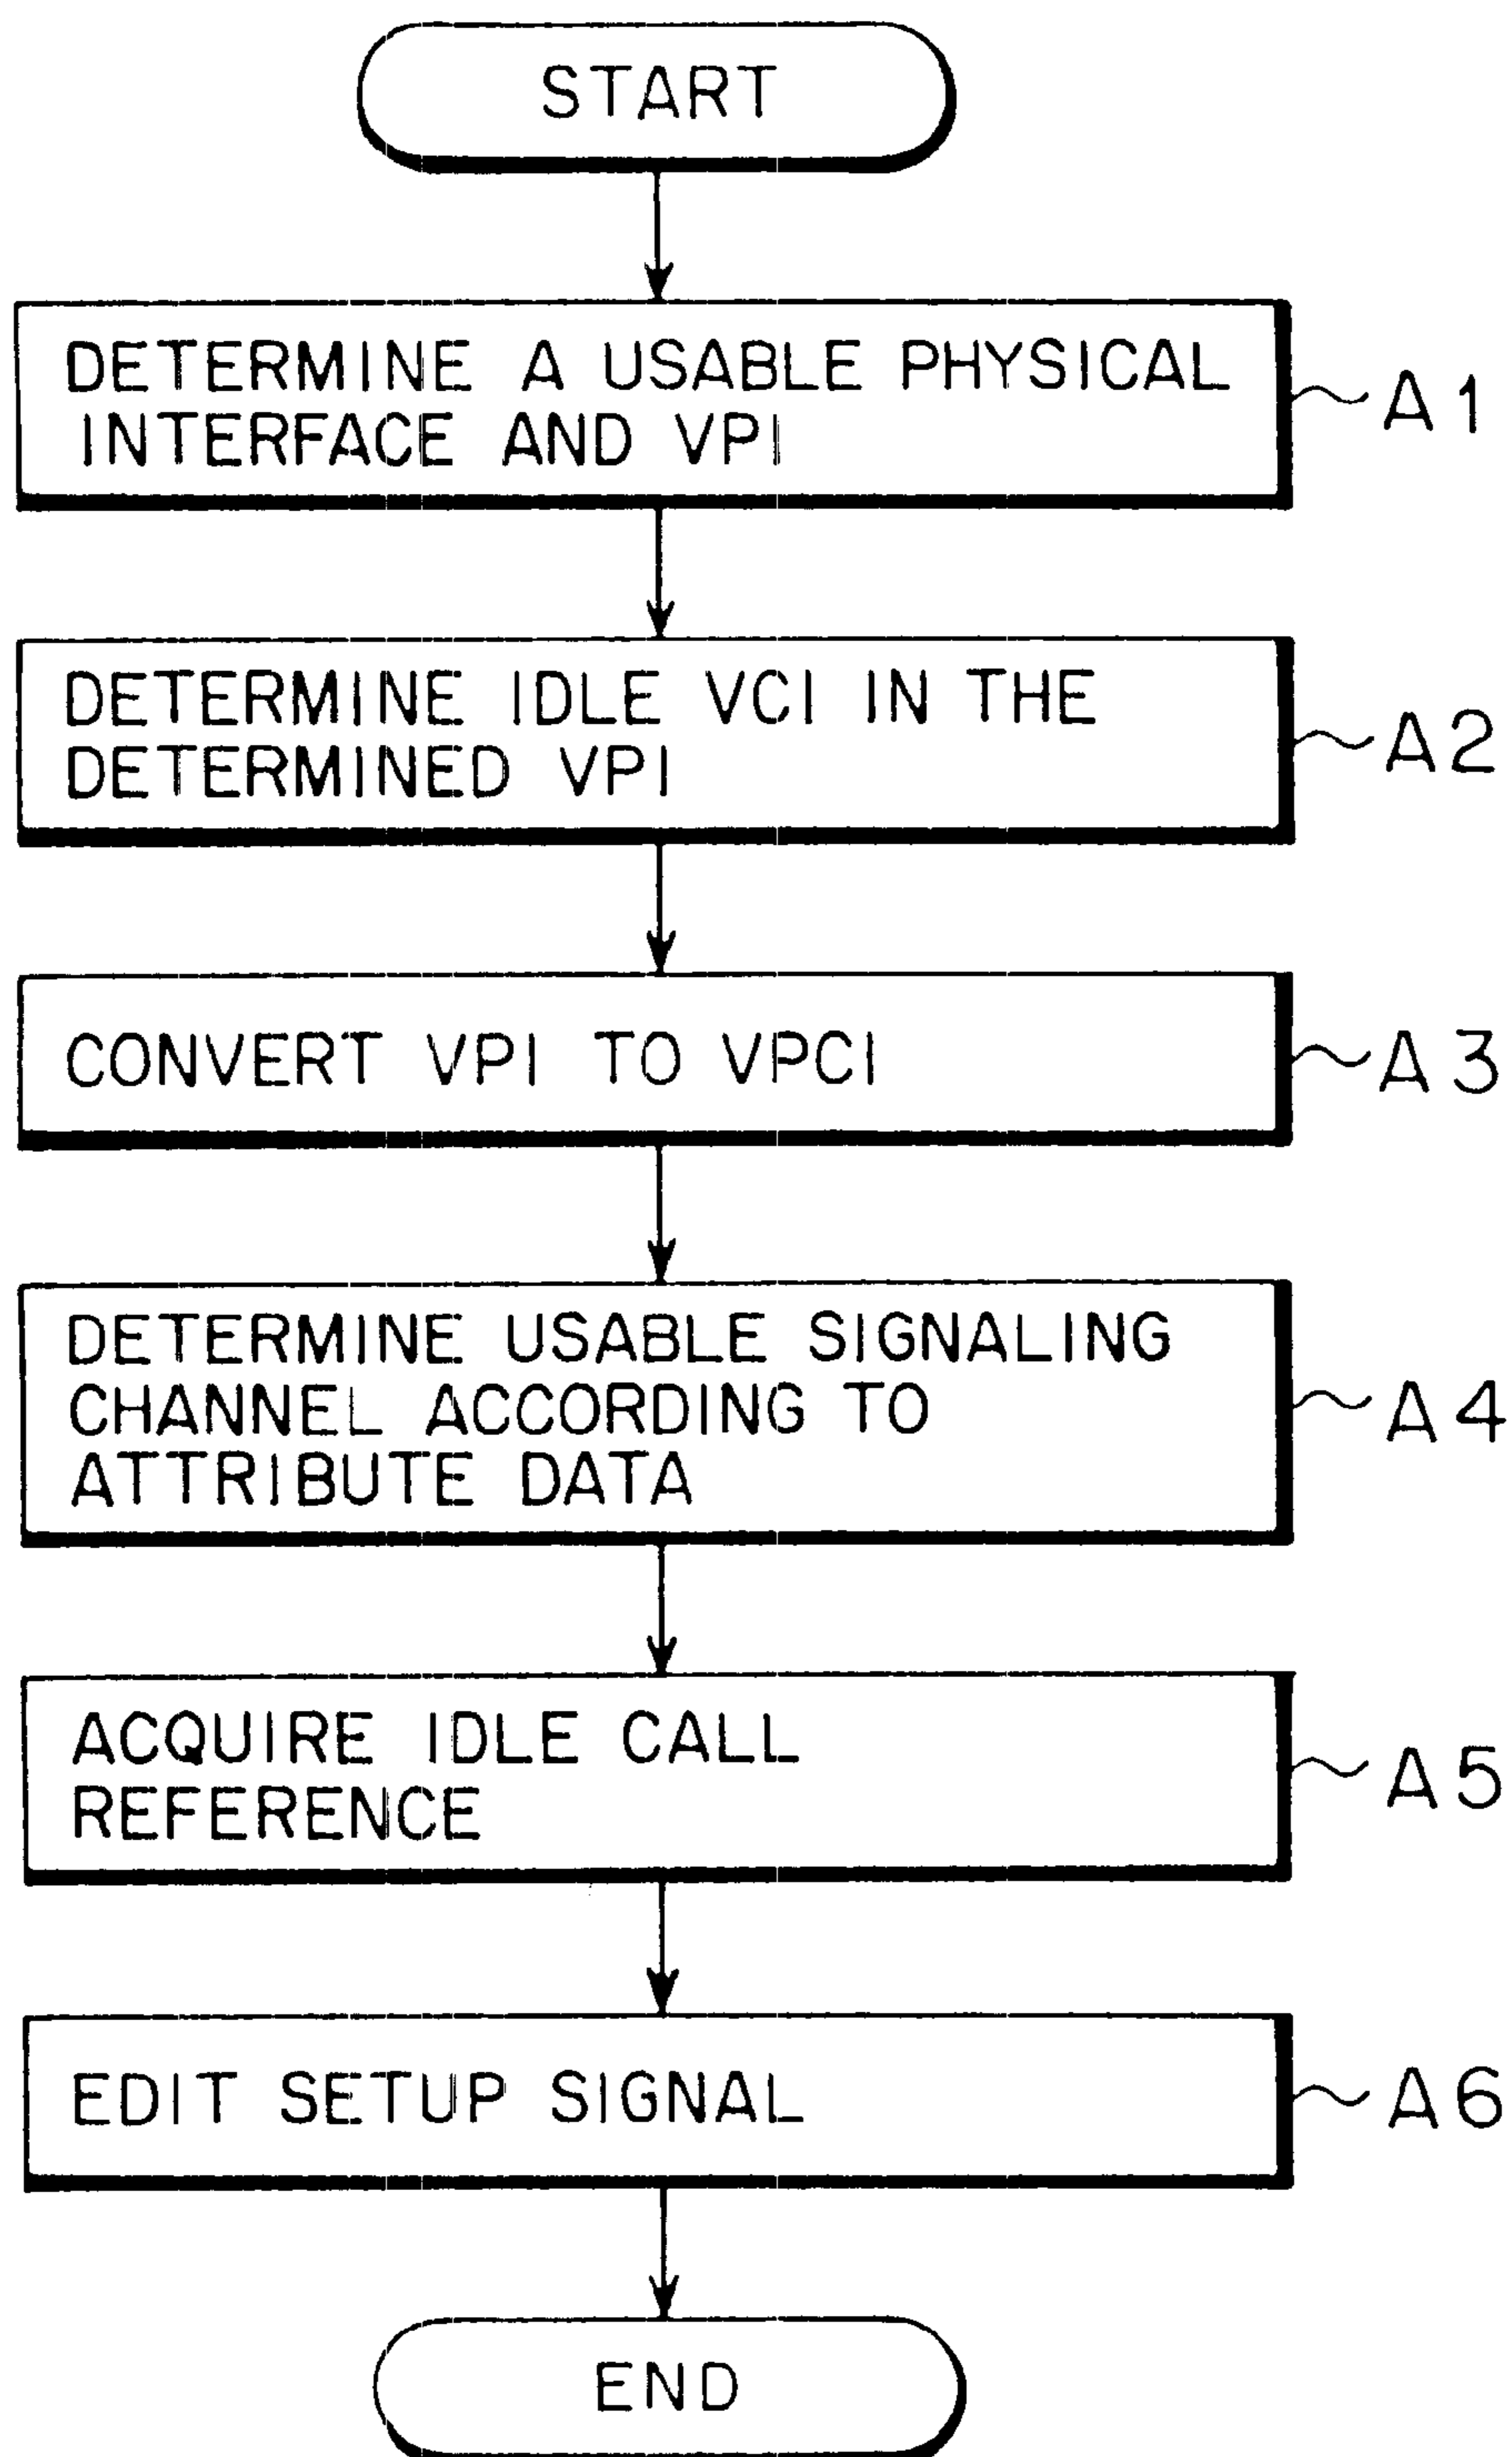 START
DETERMINE A USABLE PHYSICAL
INTERFACE AND VPI
A1
DETERMINE IDLE VCI IN THE
DETERMINED VPI
A2
CONVERT VPI TO VPCI
A3
DETERMINE USABLE SIGNALING
CHANNEL ACCORDING TO
ATTRIBUTE DATA
A4
ACQUIRE IDLE CALL
REFERENCE
A5
EDIT SETUP SIGNAL
A6
END